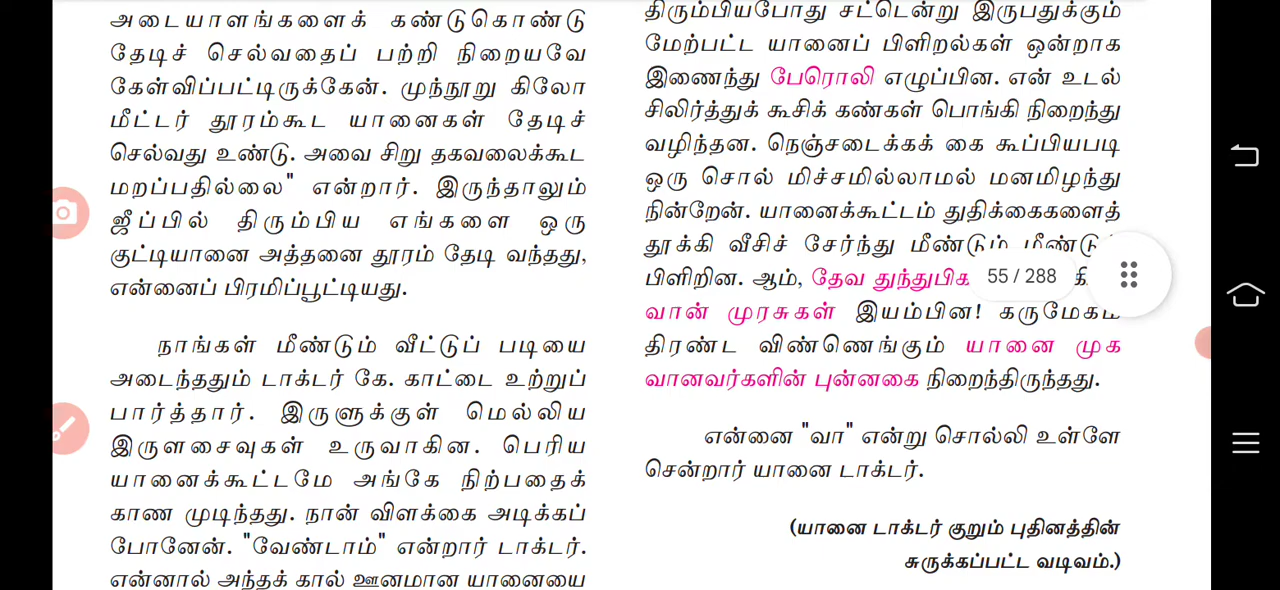 அடையாளங்களைக் கண்டுகொண்டு
தேடிச் செல்வதைப் பற்றி நிறையவே
கேள்விப்பட்டிருக்கேன். முந்நூறு கிலோ
மீட்டர் தூரம்கூட யானைகள் தேடிச்
செல்வது உண்டு. அவை சிறு தகவலைக்கூட
மறப்பதில்லை" என்றார். இருந்தாலும்
ஜீப்பில் திரும்பிய எங்களை ஒரு
குட்டியானை அத்தனை தூரம் தேடி வந்தது,
என்னைப் பிரமிப்பூட்டியது.
நாங்கள் மீண்டும் வீட்டுப் படியை
அடைந்ததும் டாக்டர் கே. காட்டை உற்றுப்
பார்த்தார். இருளுக்குள் மெல்லிய
இருளசைவுகள் உருவாகின. பெரிய
யானைக்கூட்டமே அங்கே நிற்பதைக்
காண முடிந்தது. நான் விளக்கை அடிக்கப்
போனேன். "வேண்டாம்" என்றார் டாக்டர்.
என்னால் அந்தக் கால் ஊனமான யானையை
திரும்பியபோது சட்டென்று இருபதுக்கும்
மேற்பட்ட யானைப் பிளிறல்கள் ஒன்றாக
இணைந்து பேரொலி எழுப்பின. என் உடல்
சிலிர்த்துக் கூசிக் கண்கள் பொங்கி நிறைந்து
வழிந்தன. நெஞ்சடைக்கக் கை கூப்பியபடி
ஒரு சொல் மிச்சமில்லாமல் மனமிழந்து
நின்றேன். யானைக்கூட்டம் துதிக்கைகளைத்
தூக்கி வீசிச் சேர்ந்து மீண்டும்
பிளிறின. ஆம், தேவ
வான் முரசுகள் இயம்பின! கருமேகம்
திரண்ட விண்ணெங்கும் யானை முக
வானவர்களின் புன்னகை நிறைந்திருந்தது.
என்னை "வா" என்று சொல்லி உள்ளே
சென்றார் யானை டாக்டர்.
(யானை டாக்டர் குறும் புதினத்தின்
சுருக்கப்பட்ட வடிவம்.)
55 / 288